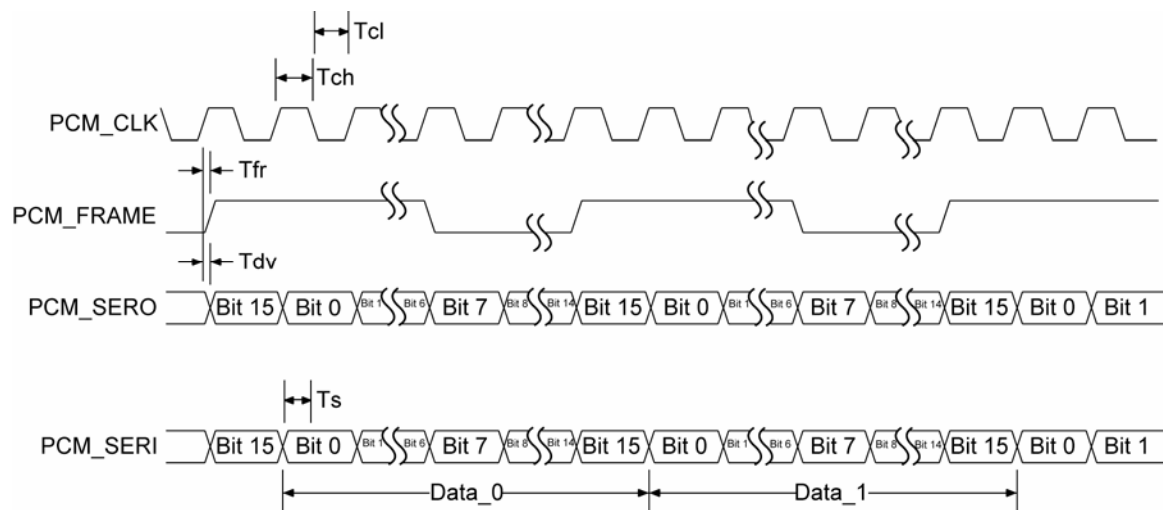 Tcl
Tch
PCM_CLK
Tfr
PCM_FRAME
Tdv
PCM_SERO Bit 15 Bit 0 Bit 1 Bit 6 Bit 7 Bit 8 Bit 14 Bit 15 Bit 0 Bit 1 Bit 6 Bit 7 Bit 8 Bit 14 Bit 15 Bit 0 Bit 1
Ts
PCM_SERI Bit 15 Bit 0 Bit 1 Bit 6 Bit 7 Bit 8 Bit 14 Bit 15 Bit 0 Bit 1 Bit 6 Bit 7 Bit 8 Bit 14 Bit 15 Bit 0 Bit 1
Data_0 Data_1